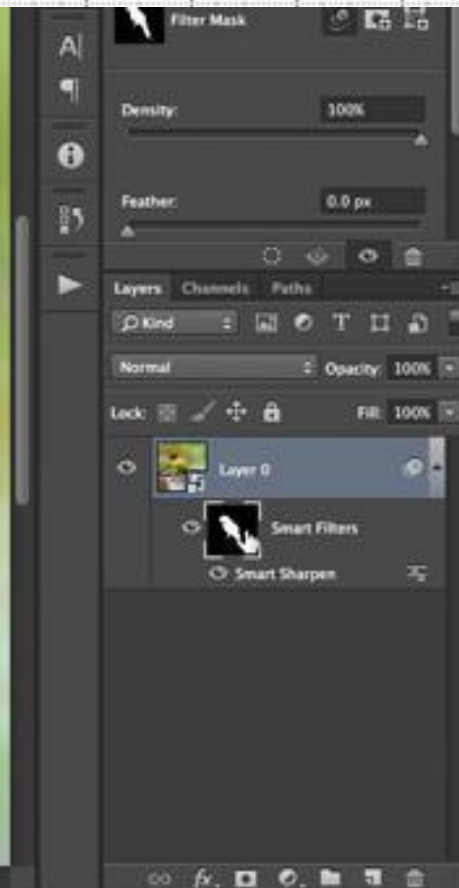 A|
Filter Mask
Density: 100%
Feather: 0.0 px
Layers Channels Paths
Kind
Normal Opacity: 100%
Lock: Fill: 100%
Layer 0
Smart Filters
Smart Sharpen
fx